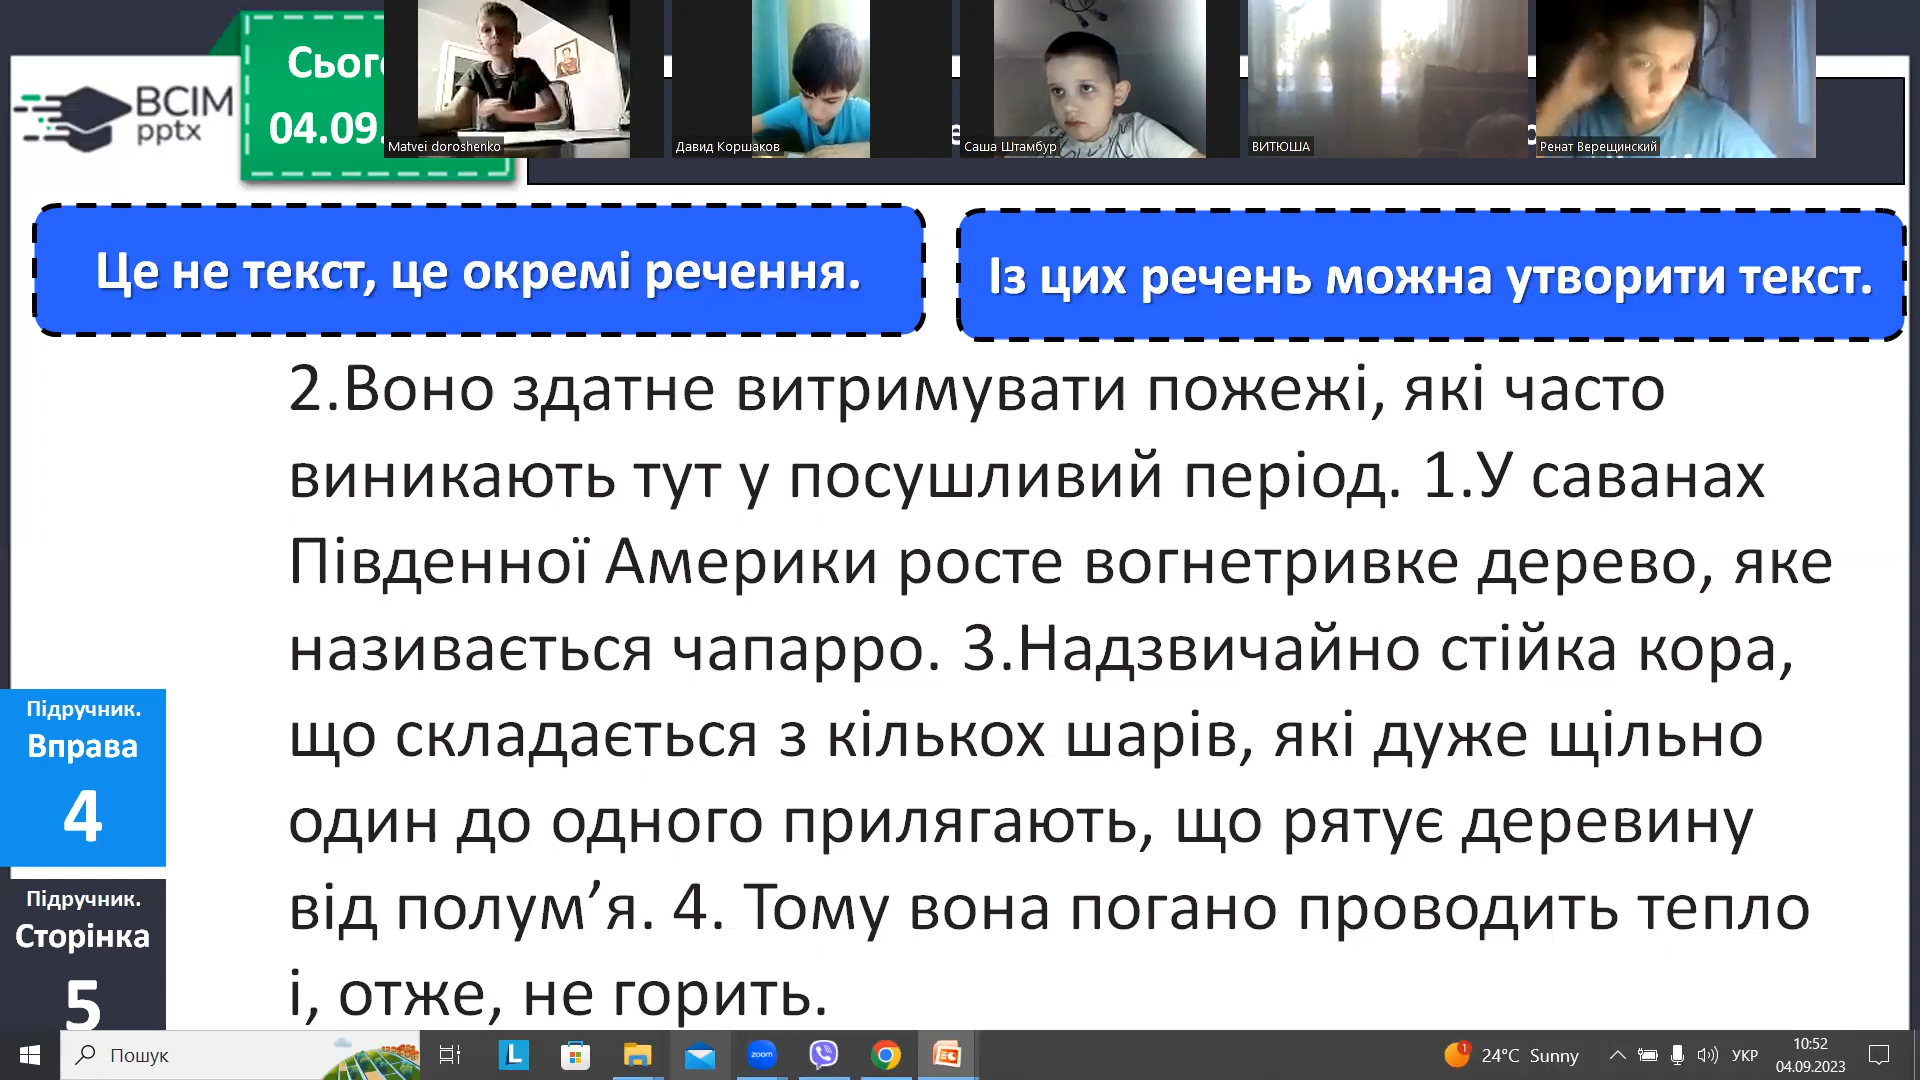 Сього
04.09.
ВСІМ
pptx
Matvei doroshenko
Давид Коршаков
Саша Штамбур
ВИТЮША
Ренат Верещинский
Це не текст, це окремі речення.
Із цих речень можна утворити текст.
2.Воно здатне витримувати пожежі, які часто
виникають тут у посушливий період. 1.У саванах
Південної Америки росте вогнетривке дерево, яке
називається чапарро. 3.Надзвичайно стійка кора,
що складається з кількох шарів, які дуже щільно
один до одного прилягають, що рятує деревину
від полум’я. 4. Тому вона погано проводить тепло
і, отже, не горить.
Підручник.
Вправа
4
Підручник.
Сторінка
5
Пошук
L
zoom
1
24°C Sunny
УКР
10:52
04.09.2023